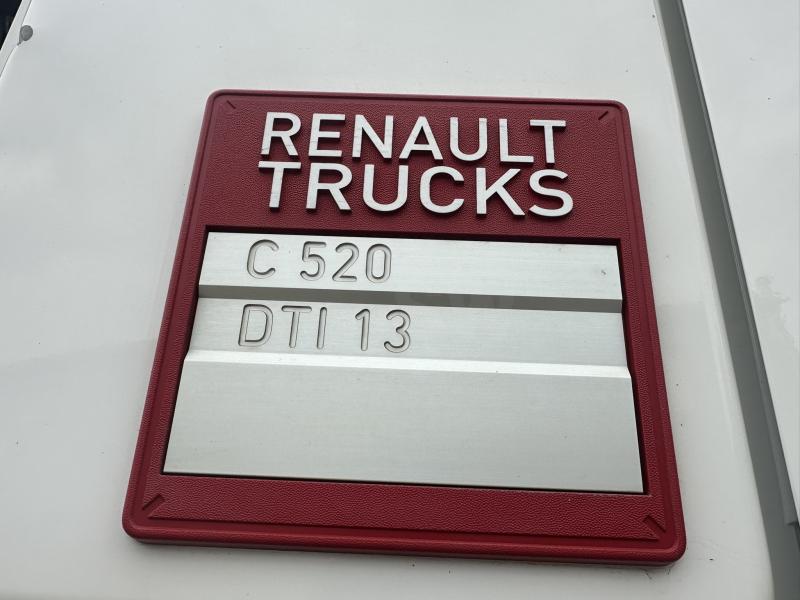 RENAULT
TRUCKS
C 520
DTI 13